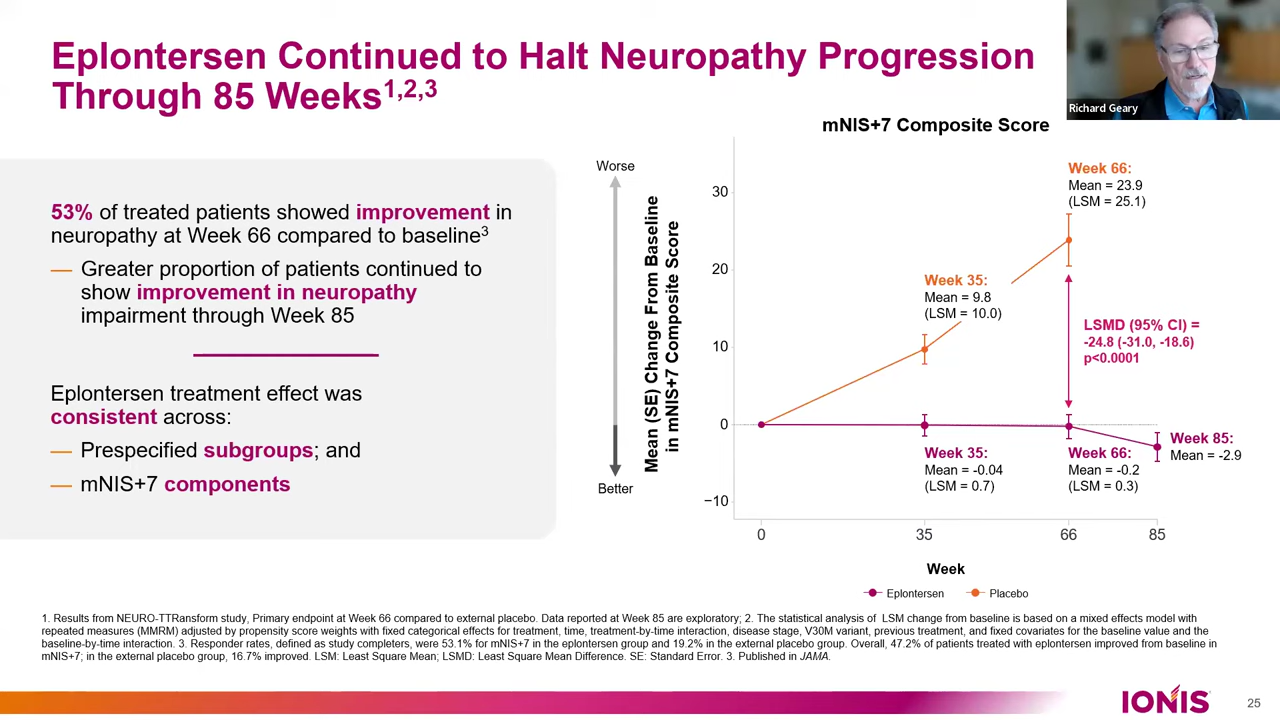 Eplontersen Continued to Halt Neuropathy Progression
Through 85 Weeks1,2,3
Richard Geary
53% of treated patients showed improvement in
neuropathy at Week 66 compared to baseline3
— Greater proportion of patients continued to
show improvement in neuropathy
impairment through Week 85
Eplontersen treatment effect was
consistent across:
— Prespecified subgroups; and
— mNIS+7 components
mNIS+7 Composite Score
Worse
Better
Mean (SE) Change From Baseline
in mNIS+7 Composite Score
30
20
10
0
−10
Week 66:
Mean = 23.9
(LSM = 25.1)
Week 35:
Mean = 9.8
(LSM = 10.0)
LSMD (95% CI) =
-24.8 (-31.0, -18.6)
p<0.0001
Week 35:
Mean = -0.04
(LSM = 0.7)
Week 66:
Mean = -0.2
(LSM = 0.3)
Week 85:
Mean = -2.9
0 35 66 85
Week
Eplontersen Placebo
1. Results from NEURO-TTRansform study, Primary endpoint at Week 66 compared to external placebo. Data reported at Week 85 are exploratory; 2. The statistical analysis of LSM change from baseline is based on a mixed effects model with
repeated measures (MMRM) adjusted by propensity score weights with fixed categorical effects for treatment, time, treatment-by-time interaction, disease stage, V30M variant, previous treatment, and fixed covariates for the baseline value and the
baseline-by-time interaction. 3. Responder rates, defined as study completers, were 53.1% for mNIS+7 in the eplontersen group and 19.2% in the external placebo group. Overall, 47.2% of patients treated with eplontersen improved from baseline in
mNIS+7; in the external placebo group, 16.7% improved. LSM: Least Square Mean; LSMD: Least Square Mean Difference. SE: Standard Error. 3. Published in JAMA.
IONIS
25